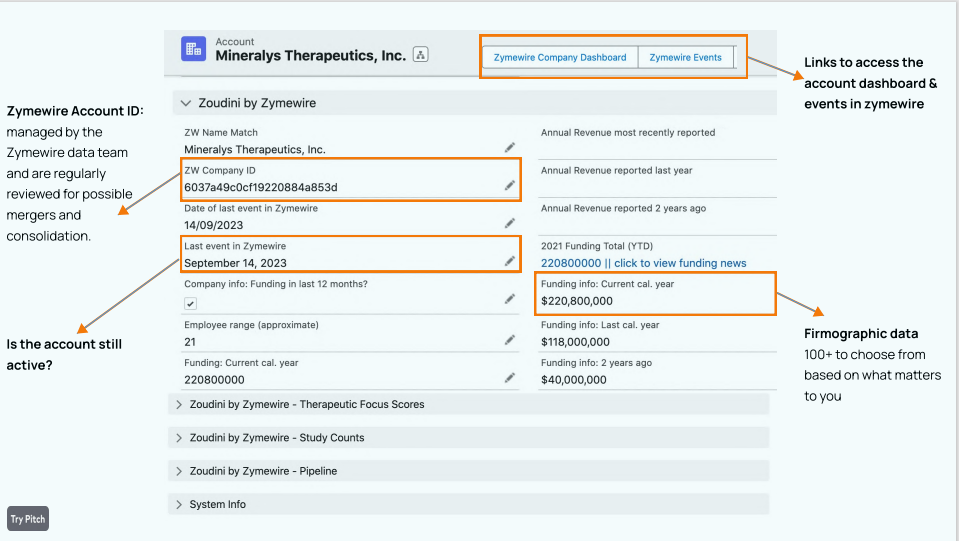 Account
Mineralys Therapeutics, Inc.
Zymewire Company Dashboard
Zymewire Events
Links to access the
account dashboard &
events in zymewire
Zymewire Account ID:
managed by the
Zymewire data team
and are regularly
reviewed for possible
mergers and
consolidation.
Is the account still
active?
Zoudini by Zymewire
ZW Name Match
Mineralys Therapeutics, Inc.
ZW Company ID
6037a49c0cf19220884a853d
Date of last event in Zymewire
14/09/2023
Last event in Zymewire
September 14, 2023
Company info: Funding in last 12 months?
Employee range (approximate)
21
Funding: Current cal. year
220800000
Annual Revenue most recently reported
Annual Revenue reported last year
Annual Revenue reported 2 years ago
2021 Funding Total (YTD)
220800000 || click to view funding news
Funding info: Current cal. year
$220,800,000
Funding info: Last cal. year
$118,000,000
Funding info: 2 years ago
$40,000,000
Firmographic data
100+ to choose from
based on what matters
to you
Zoudini by Zymewire - Therapeutic Focus Scores
Zoudini by Zymewire - Study Counts
Zoudini by Zymewire - Pipeline
System Info
Try Pitch